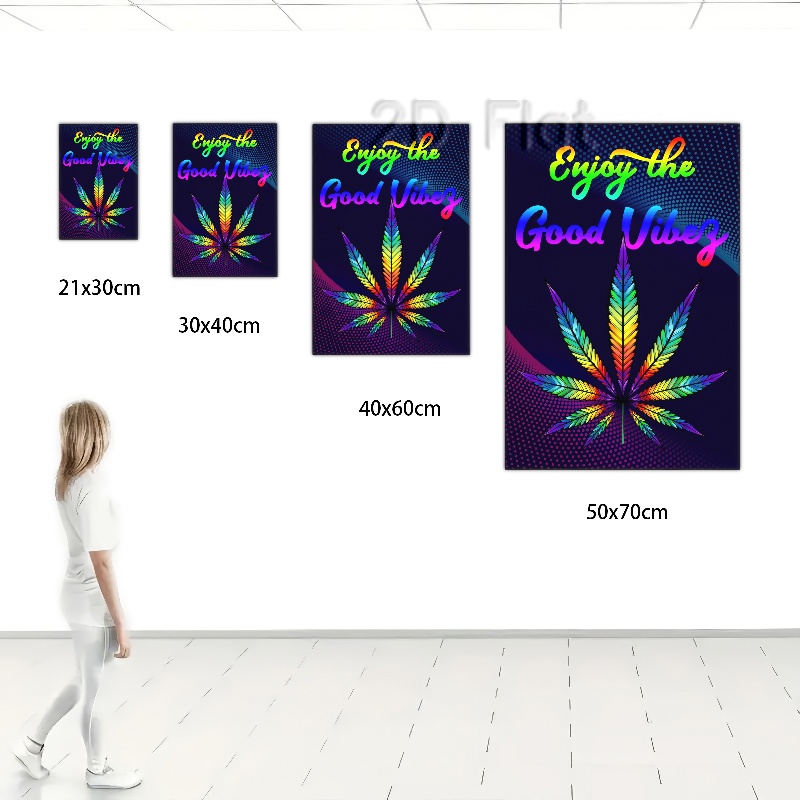 2D Flat
Enjoy the
Good Vibez
Enjoy the
Good Vibez
Enjoy the
Good Vibez
Enjoy the
Good Vibez
21x30cm
30x40cm
40x60cm
50x70cm